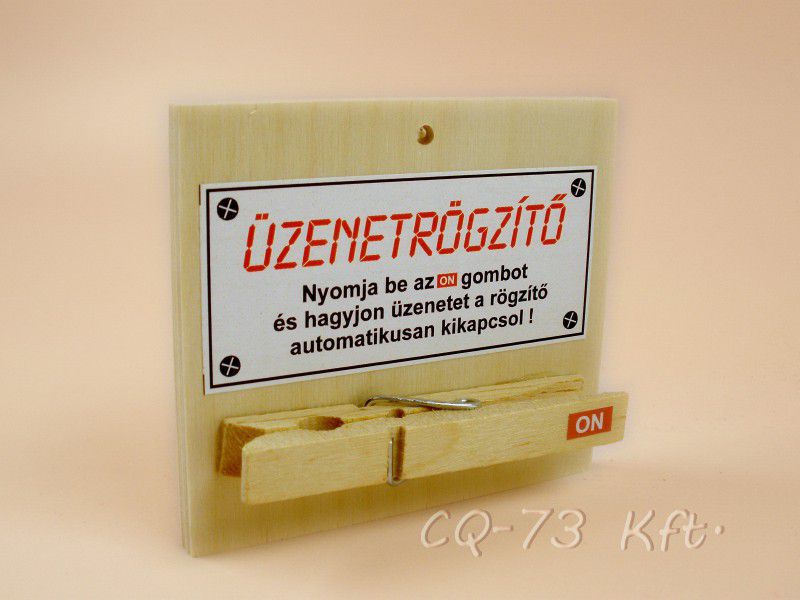 ÜZENETRÖGZÍTŐ
Nyomja be az ON gombot
és hagyjon üzenetet a rögzítő
automatikusan kikapcsol !
ON
CQ-73 Kft.